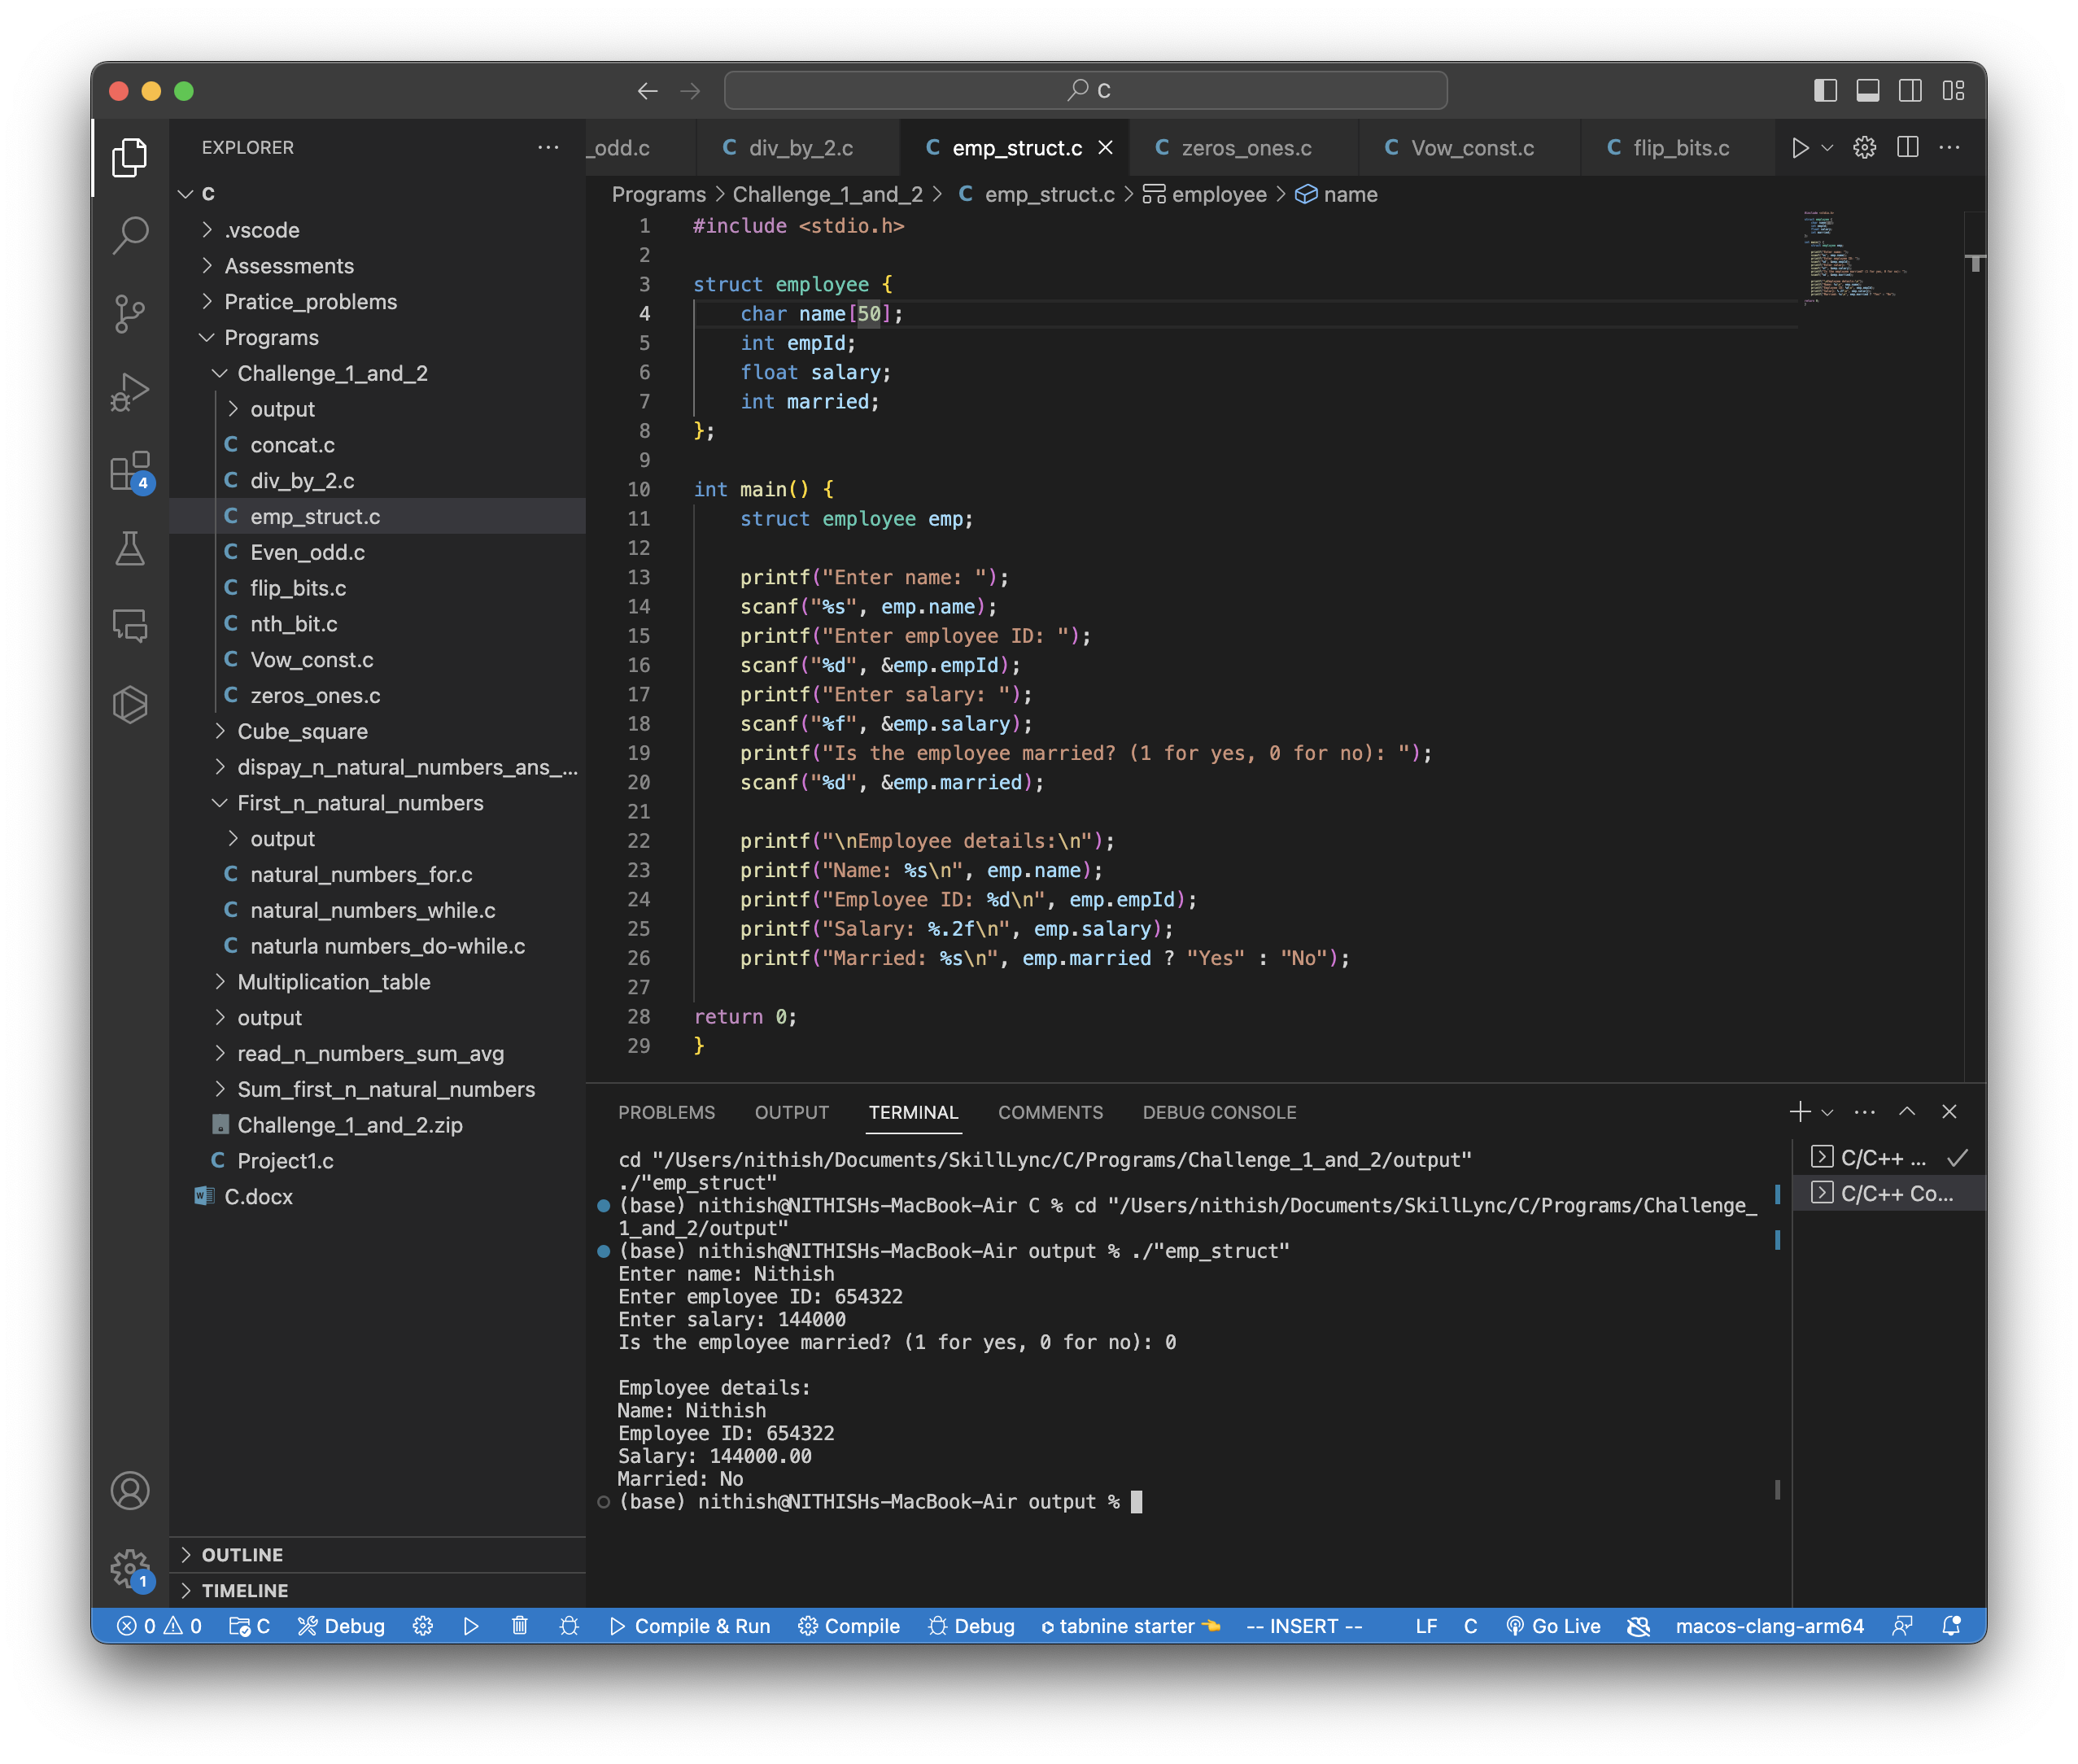 C
EXPLORER
C
.vscode
Assessments
Pratice_problems
Programs
Challenge_1_and_2
output
concat.c
div_by_2.c
emp_struct.c
Even_odd.c
flip_bits.c
nth_bit.c
Vow_const.c
zeros_ones.c
Cube_square
dispay_n_natural_numbers_ans_...
First_n_natural_numbers
output
natural_numbers_for.c
natural_numbers_while.c
naturla numbers_do-while.c
Multiplication_table
output
read_n_numbers_sum_avg
Sum_first_n_natural_numbers
Challenge_1_and_2.zip
Project1.c
C.docx
OUTLINE
TIMELINE
4
1
_odd.c C div_by_2.c C emp_struct.c C zeros_ones.c C Vow_const.c C flip_bits.c
Programs > Challenge_1_and_2 > C emp_struct.c > employee > name
1 #include <stdio.h>
2
3 struct employee {
4 char name[50];
5 int empId;
6 float salary;
7 int married;
8 };
9
10 int main() {
11 struct employee emp;
12
13 printf("Enter name: ");
14 scanf("%s", emp.name);
15 printf("Enter employee ID: ");
16 scanf("%d", &emp.empId);
17 printf("Enter salary: ");
18 scanf("%f", &emp.salary);
19 printf("Is the employee married? (1 for yes, 0 for no): ");
20 scanf("%d", &emp.married);
21
22 printf("\nEmployee details:\n");
23 printf("Name: %s\n", emp.name);
24 printf("Employee ID: %d\n", emp.empId);
25 printf("Salary: %.2f\n", emp.salary);
26 printf("Married: %s\n", emp.married ? "Yes" : "No");
27
28 return 0;
29 }
PROBLEMS OUTPUT TERMINAL COMMENTS DEBUG CONSOLE
cd "/Users/nithish/Documents/SkillLync/C/Programs/Challenge_1_and_2/output"
./"emp_struct"
(base) nithish@NITHISHs-MacBook-Air C % cd "/Users/nithish/Documents/SkillLync/C/Programs/Challenge_
1_and_2/output"
(base) nithish@NITHISHs-MacBook-Air output % ./"emp_struct"
Enter name: Nithish
Enter employee ID: 654322
Enter salary: 144000
Is the employee married? (1 for yes, 0 for no): 0
Employee details:
Name: Nithish
Employee ID: 654322
Salary: 144000.00
Married: No
(base) nithish@NITHISHs-MacBook-Air output %
C/C++ ...
C/C++ Co...
0 0 C Debug Compile & Run Compile Debug tabnine starter -- INSERT -- LF C Go Live macos-clang-arm64